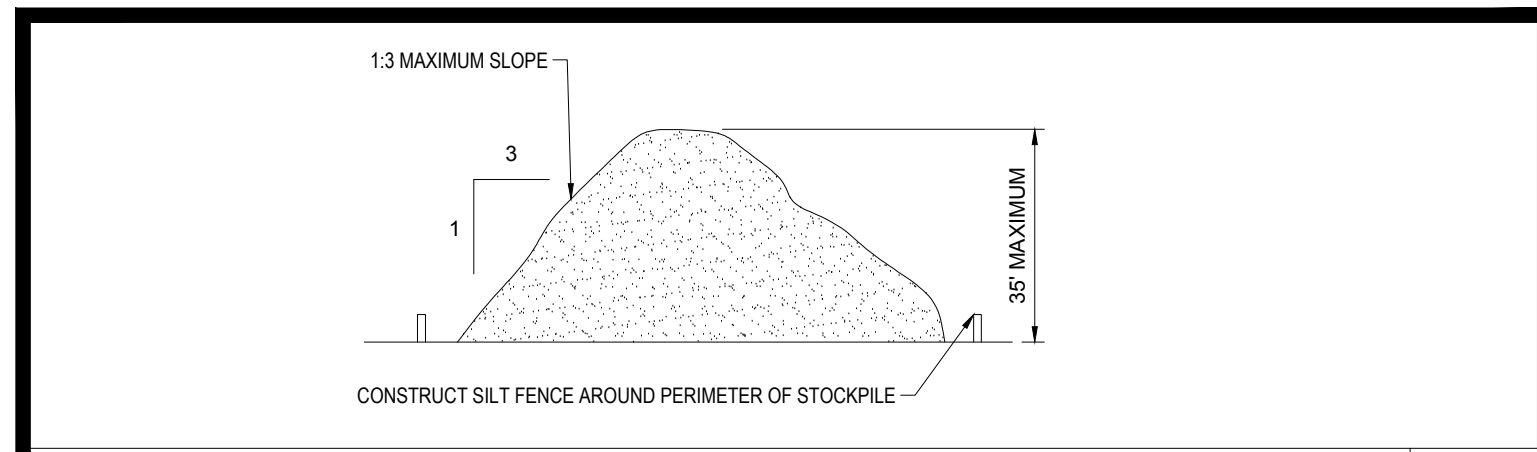 1:3 MAXIMUM SLOPE
3
1
35' MAXIMUM
CONSTRUCT SILT FENCE AROUND PERIMETER OF STOCKPILE